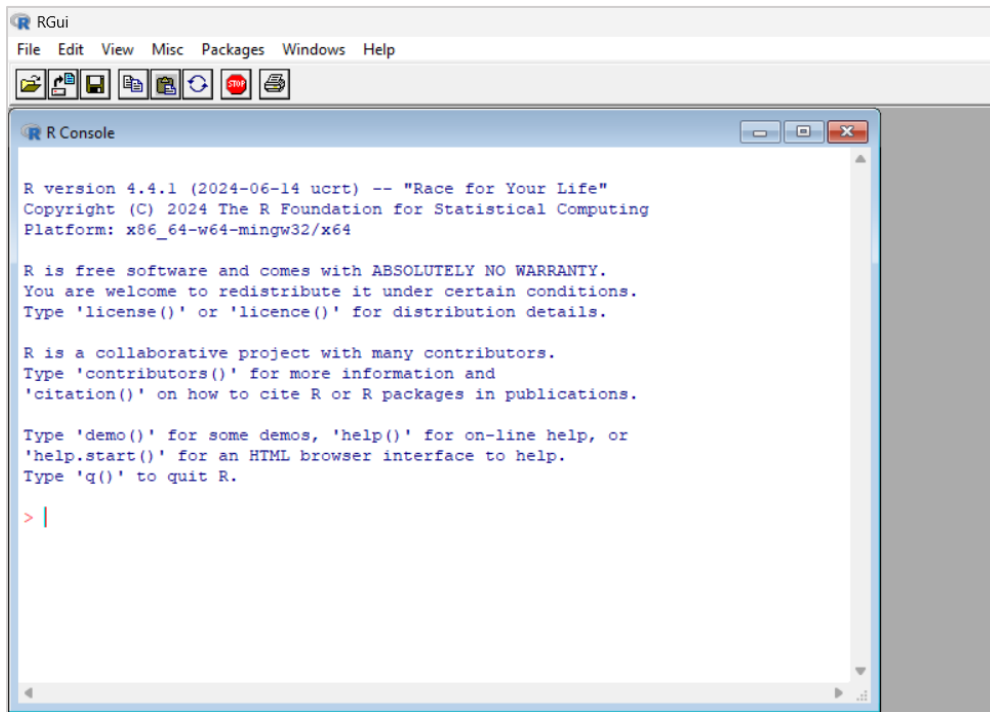 RGui
File Edit View Misc Packages Windows Help
STOP
R Console
R version 4.4.1 (2024-06-14 ucrt) -- "Race for Your Life"
Copyright (C) 2024 The R Foundation for Statistical Computing
Platform: x86_64-w64-mingw32/x64
R is free software and comes with ABSOLUTELY NO WARRANTY.
You are welcome to redistribute it under certain conditions.
Type 'license()' or 'licence()' for distribution details.
R is a collaborative project with many contributors.
Type 'contributors()' for more information and
'citation()' on how to cite R or R packages in publications.
Type 'demo()' for some demos, 'help()' for on-line help, or
'help.start()' for an HTML browser interface to help.
Type 'q()' to quit R.
>